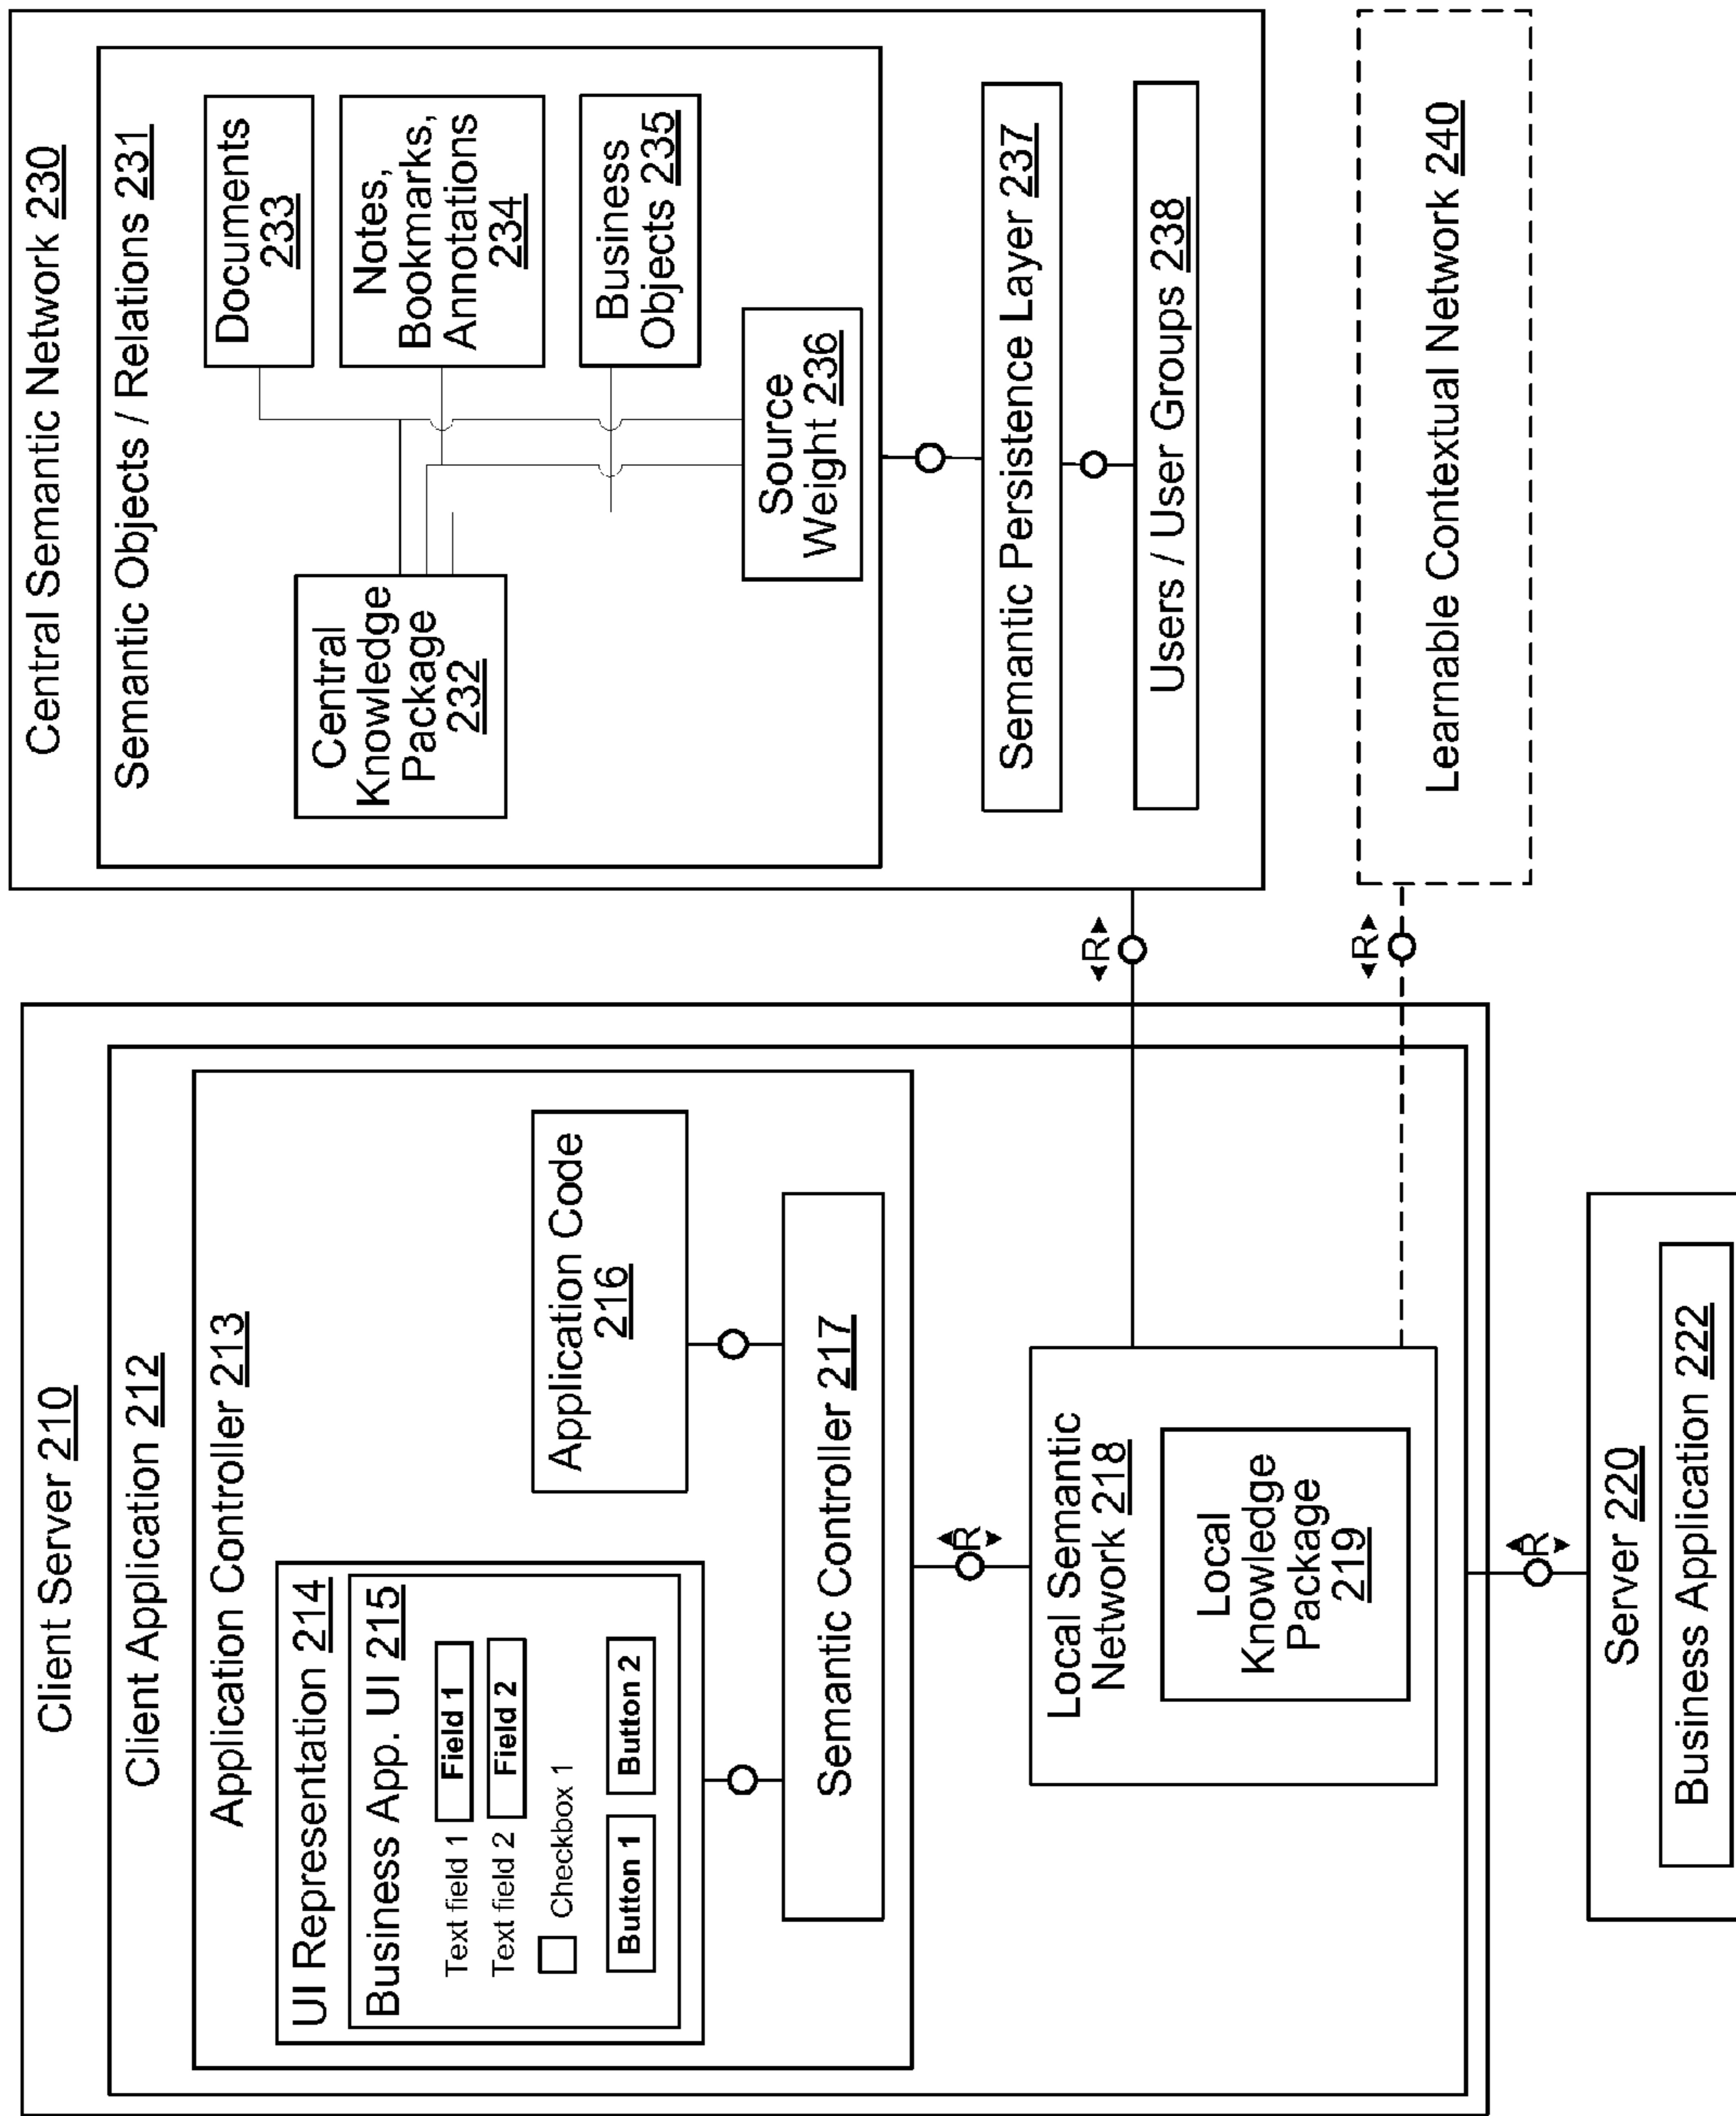 Client Server 210
Client Application 212
Application Controller 213
UI Representation 214
Business App. UI 215
Text field 1 Field 1
Text field 2 Field 2
Checkbox 1
Button 1 Button 2
Application Code
216
Semantic Controller 217
R
Local Semantic
Network 218
Local
Knowledge
Package
219
R
Server 220
Business Application 222
R
R
Central Semantic Network 230
Semantic Objects / Relations 231
Central
Knowledge
Package
232
Documents
233
Notes,
Bookmarks,
Annotations
234
Business
Objects 235
Source
Weight 236
Semantic Persistence Layer 237
Users / User Groups 238
Learnable Contextual Network 240